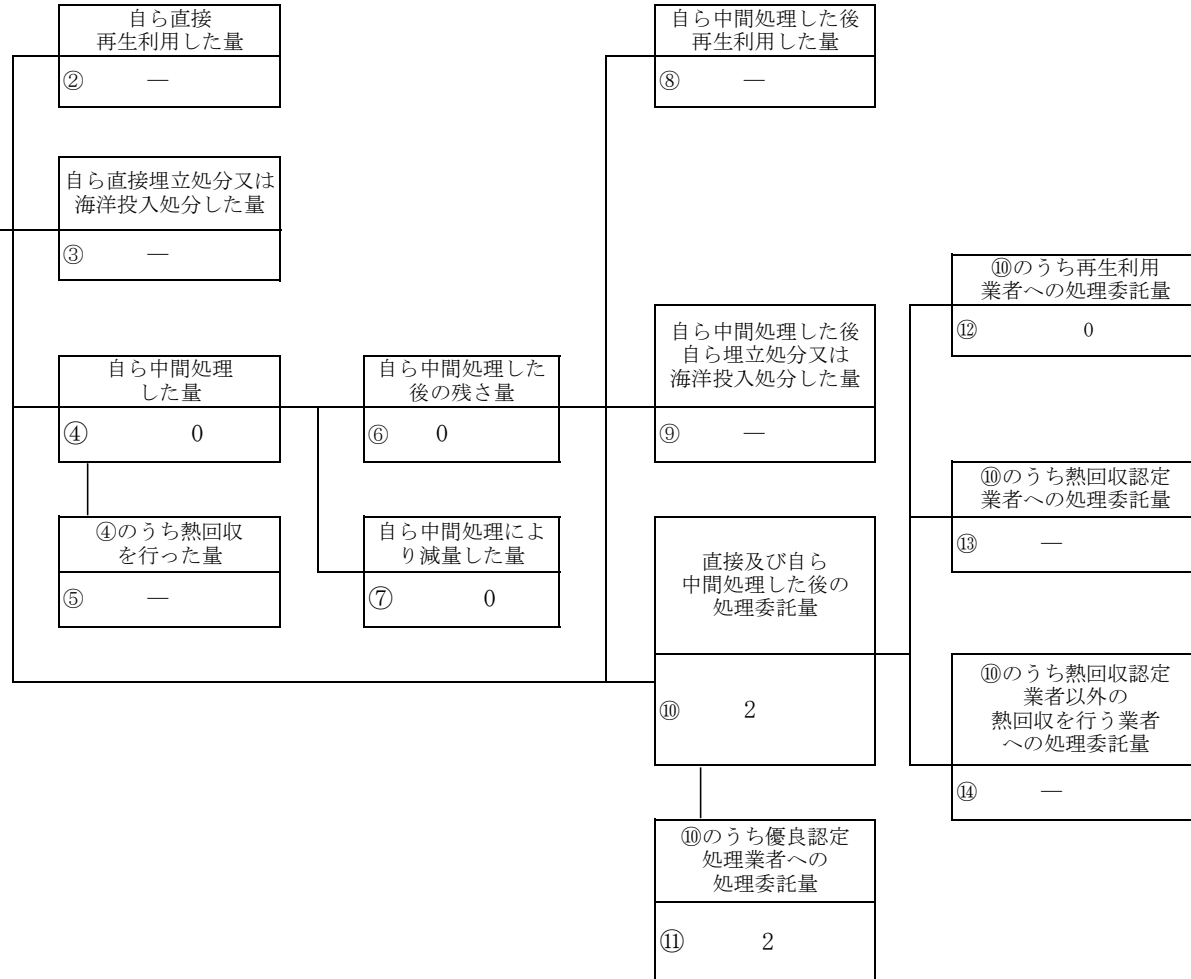 自ら直接
再生利用した量
② ―
自ら直接埋立処分又は
海洋投入処分した量
③ ―
自ら中間処理
した量
④ 0
④のうち熱回収
を行った量
⑤ ―
自ら中間処理した
後の残さ量
⑥ 0
自ら中間処理によ
り減量した量
⑦ 0
自ら中間処理した後
再生利用した量
⑧ ―
自ら中間処理した後
自ら埋立処分又は
海洋投入処分した量
⑨ ―
直接及び自ら
中間処理した後の
処理委託量
⑩ 2
⑩のうち優良認定
処理業者への
処理委託量
⑪ 2
⑩のうち再生利用
業者への処理委託量
⑫ 0
⑩のうち熱回収認定
業者への処理委託量
⑬ ―
⑩のうち熱回収認定
業者以外の
熱回収を行う業者
への処理委託量
⑭ ―